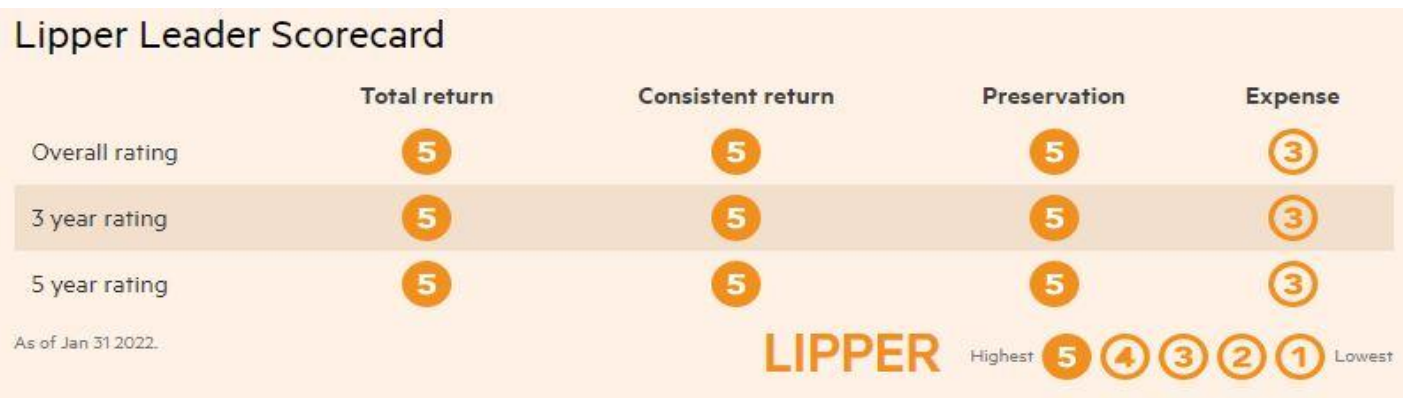 Lipper Leader Scorecard
Total return Consistent return Preservation Expense
Overall rating 5 5 5 3
3 year rating 5 5 5 3
5 year rating 5 5 5 3
As of Jan 31 2022.
LIPPER Highest 5 4 3 2 1 Lowest